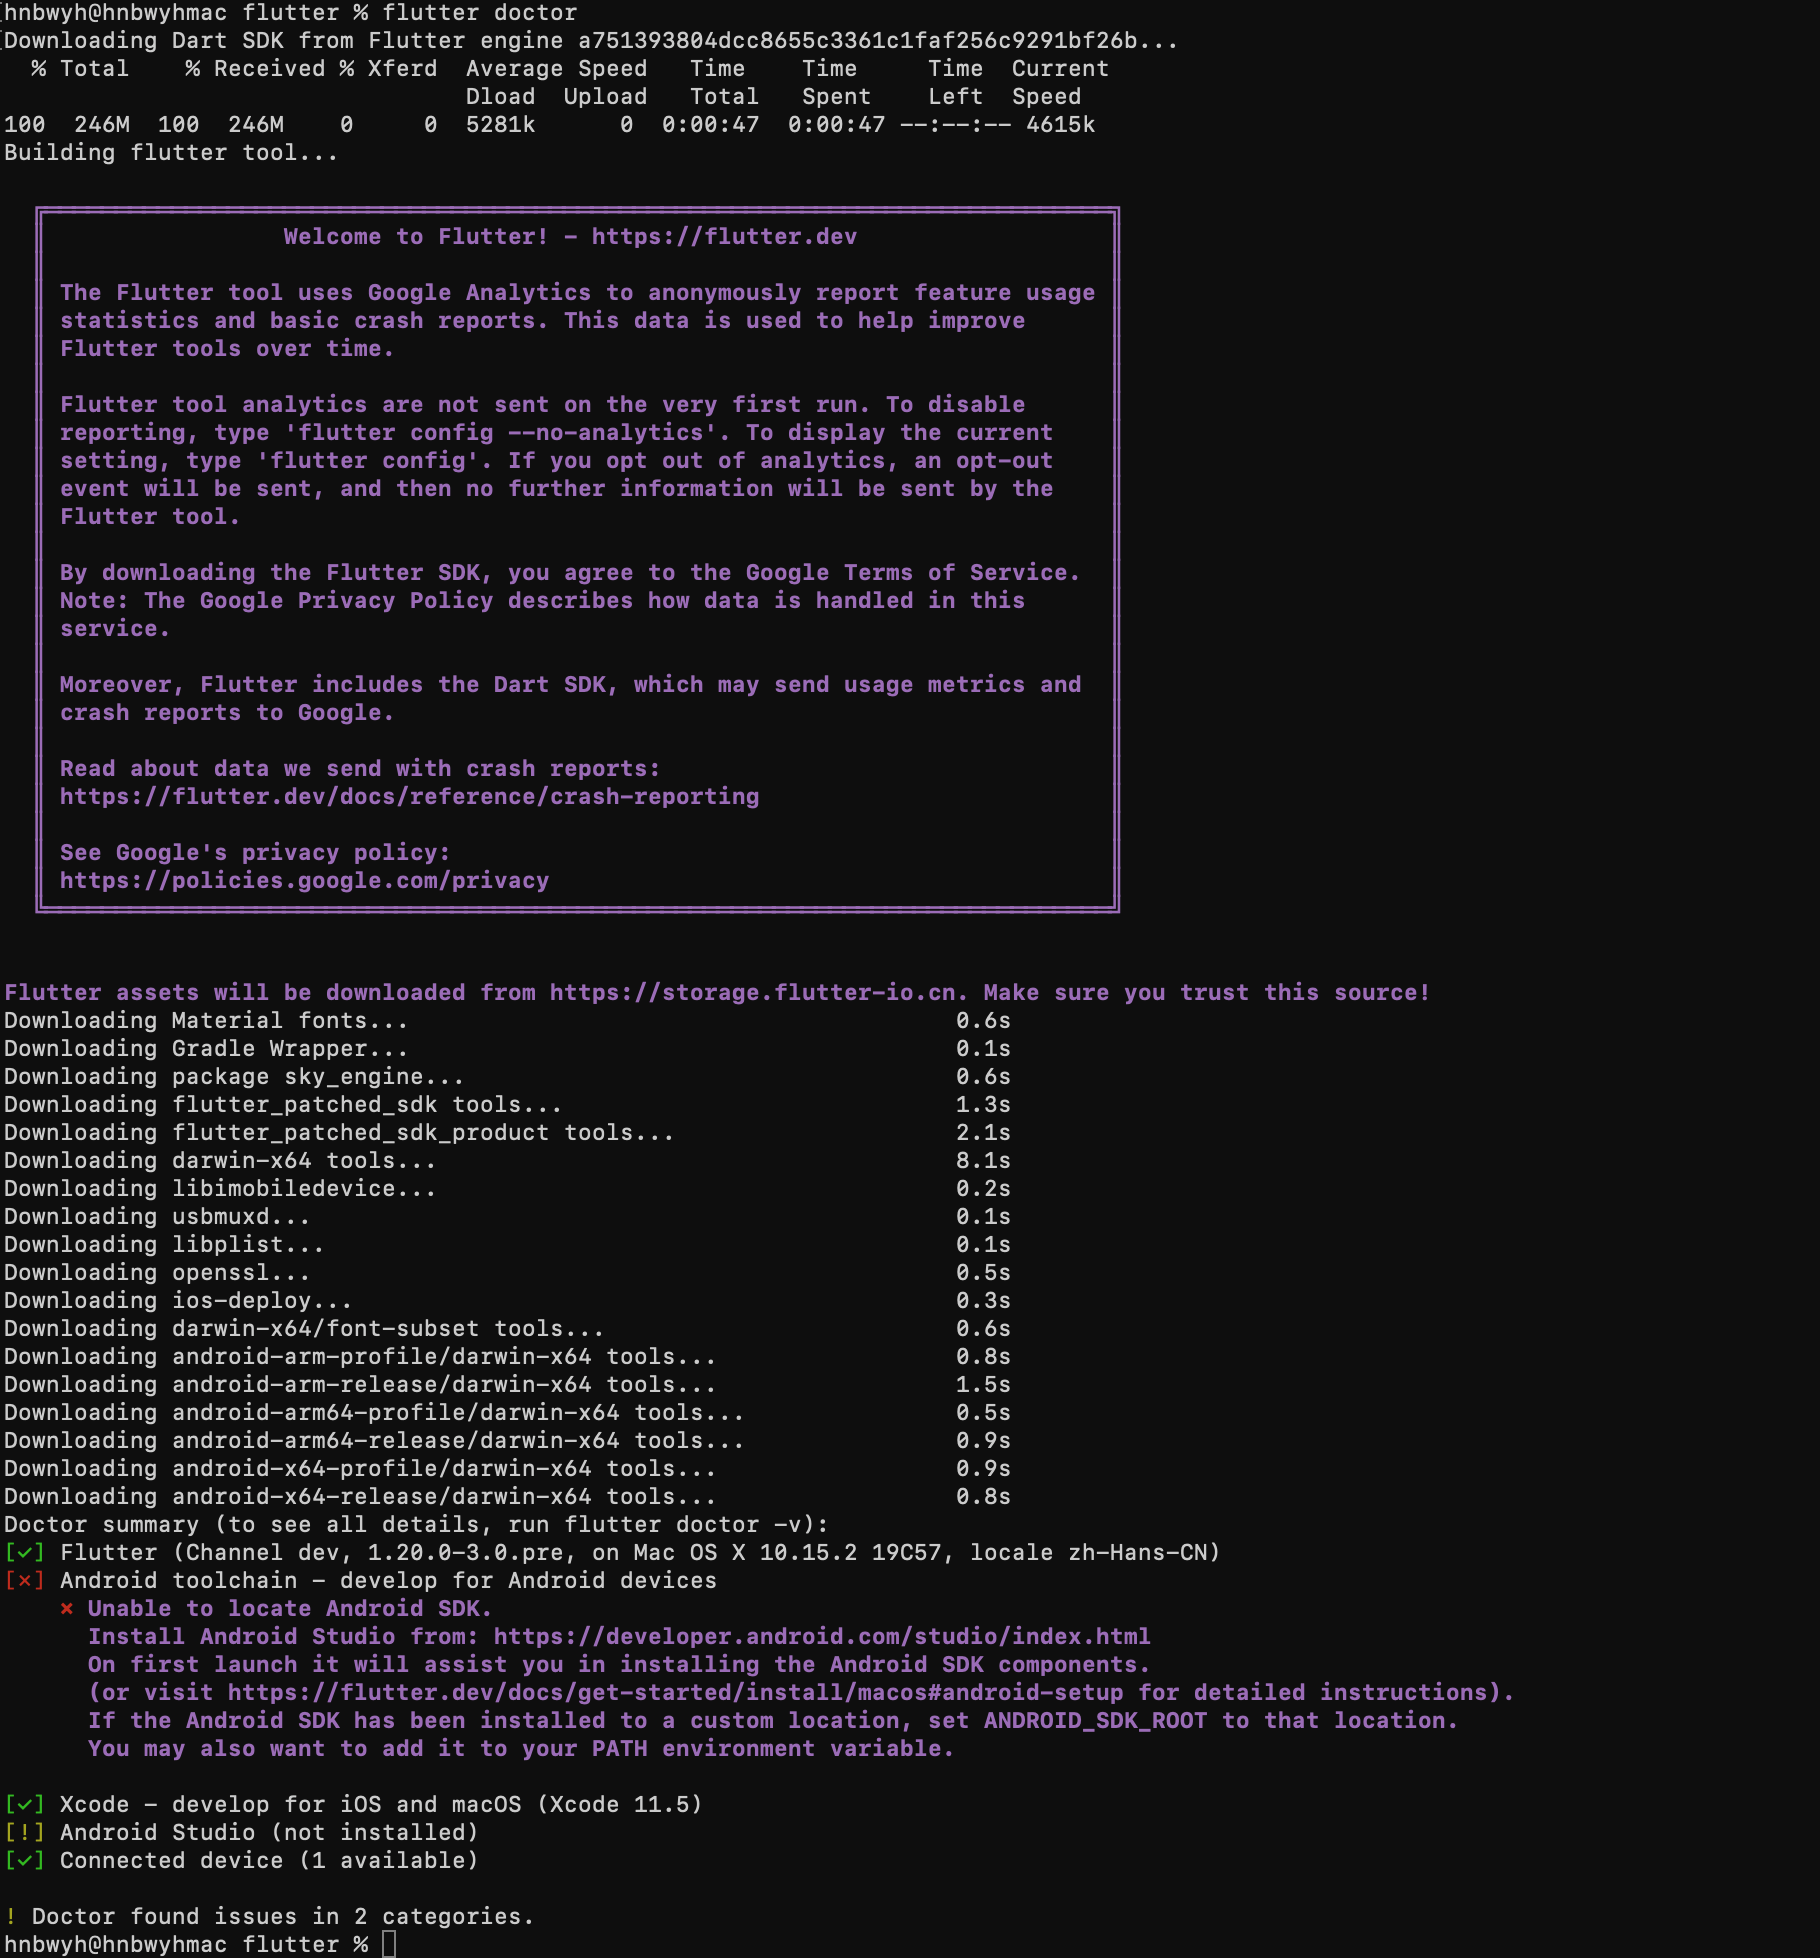 hnbwyh@hnbwyhmac flutter % flutter doctor
Downloading Dart SDK from Flutter engine a751393804dcc8655c3361c1faf256c9291bf26b...
  % Total    % Received % Xferd  Average Speed   Time    Time     Time  Current
                                 Dload  Upload   Total   Spent    Left  Speed
100  246M  100  246M    0     0  5281k      0  0:00:47  0:00:47 --:--:-- 4615k
Building flutter tool...
Welcome to Flutter! - https://flutter.dev
The Flutter tool uses Google Analytics to anonymously report feature usage
statistics and basic crash reports. This data is used to help improve
Flutter tools over time.
Flutter tool analytics are not sent on the very first run. To disable
reporting, type 'flutter config --no-analytics'. To display the current
setting, type 'flutter config'. If you opt out of analytics, an opt-out
event will be sent, and then no further information will be sent by the
Flutter tool.
By downloading the Flutter SDK, you agree to the Google Terms of Service.
Note: The Google Privacy Policy describes how data is handled in this
service.
Moreover, Flutter includes the Dart SDK, which may send usage metrics and
crash reports to Google.
Read about data we send with crash reports:
https://flutter.dev/docs/reference/crash-reporting
See Google's privacy policy:
https://policies.google.com/privacy
Flutter assets will be downloaded from https://storage.flutter-io.cn. Make sure you trust this source!
Downloading Material fonts... 0.6s
Downloading Gradle Wrapper... 0.1s
Downloading package sky_engine... 0.6s
Downloading flutter_patched_sdk tools... 1.3s
Downloading flutter_patched_sdk_product tools... 2.1s
Downloading darwin-x64 tools... 8.1s
Downloading libimobiledevice... 0.2s
Downloading usbmuxd... 0.1s
Downloading libplist... 0.1s
Downloading openssl... 0.5s
Downloading ios-deploy... 0.3s
Downloading darwin-x64/font-subset tools... 0.6s
Downloading android-arm-profile/darwin-x64 tools... 0.8s
Downloading android-arm-release/darwin-x64 tools... 1.5s
Downloading android-arm64-profile/darwin-x64 tools... 0.5s
Downloading android-arm64-release/darwin-x64 tools... 0.9s
Downloading android-x64-profile/darwin-x64 tools... 0.9s
Downloading android-x64-release/darwin-x64 tools... 0.8s
Doctor summary (to see all details, run flutter doctor -v):
[✓] Flutter (Channel dev, 1.20.0-3.0.pre, on Mac OS X 10.15.2 19C57, locale zh-Hans-CN)
[✗] Android toolchain - develop for Android devices
✗ Unable to locate Android SDK.
Install Android Studio from: https://developer.android.com/studio/index.html
On first launch it will assist you in installing the Android SDK components.
(or visit https://flutter.dev/docs/get-started/install/macos#android-setup for detailed instructions).
If the Android SDK has been installed to a custom location, set ANDROID_SDK_ROOT to that location.
You may also want to add it to your PATH environment variable.
[✓] Xcode - develop for iOS and macOS (Xcode 11.5)
[!] Android Studio (not installed)
[✓] Connected device (1 available)
! Doctor found issues in 2 categories.
hnbwyh@hnbwyhmac flutter %